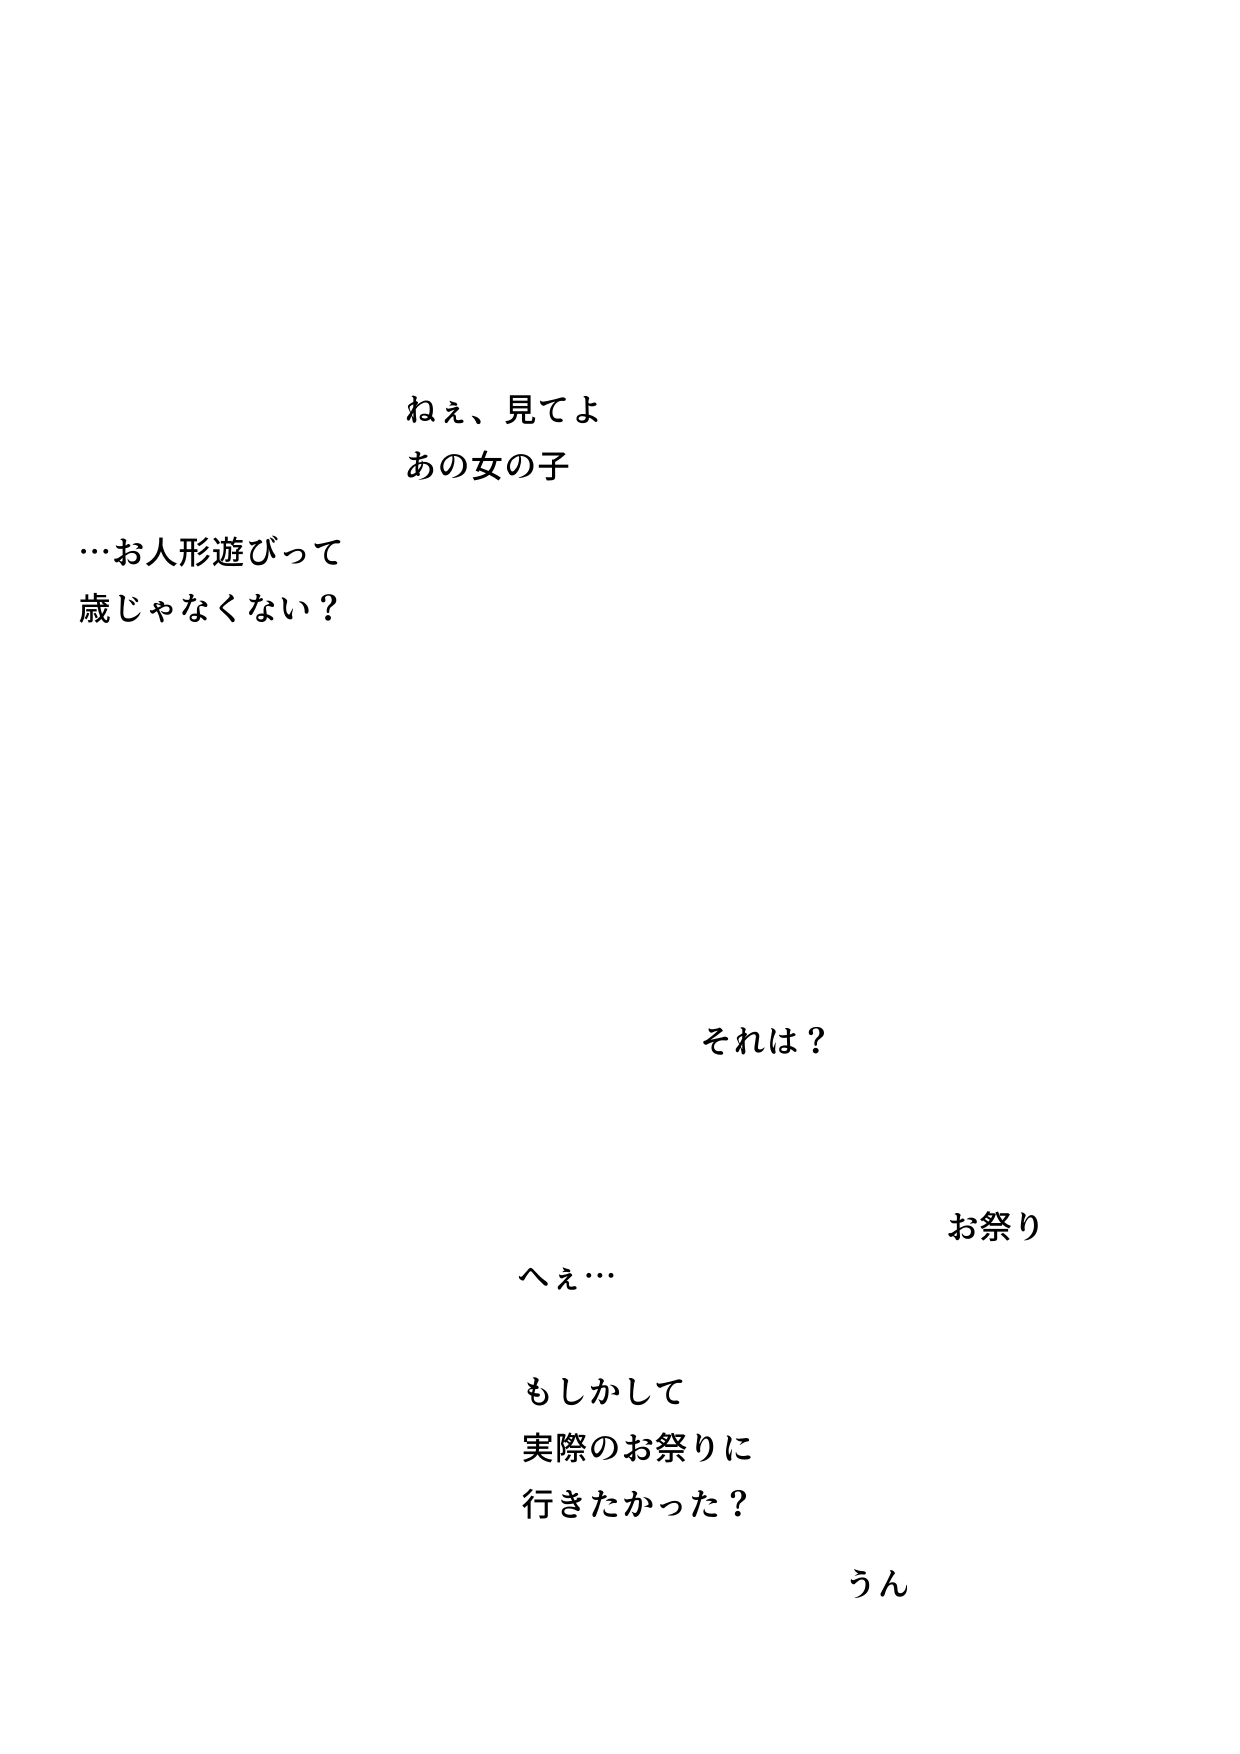 ねぇ、見てよ
あの女の子
…お人形遊びって
歳じゃなくない？
それは？
お祭り
へぇ…
もしかして
実際のお祭りに
行きたかった？
うん